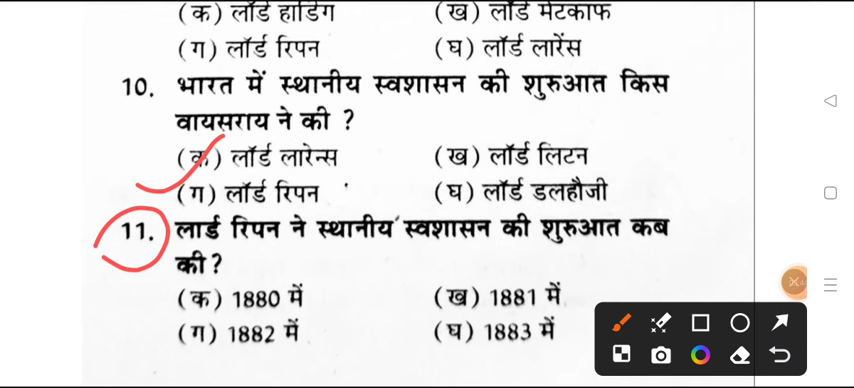 (क) लॉर्ड हार्डिंग (ख) लॉर्ड मेटकाफ
(ग) लॉर्ड रिपन (घ) लॉर्ड लारेंस
10. भारत में स्थानीय स्वशासन की शुरुआत किस
वायसराय ने की ?
(क) लॉर्ड लारेन्स (ख) लॉर्ड लिटन
(ग) लॉर्ड रिपन (घ) लॉर्ड डलहौजी
11. लार्ड रिपन ने स्थानीय स्वशासन की शुरुआत कब
की?
(क) 1880 में (ख) 1881 में
(ग) 1882 में (घ) 1883 में